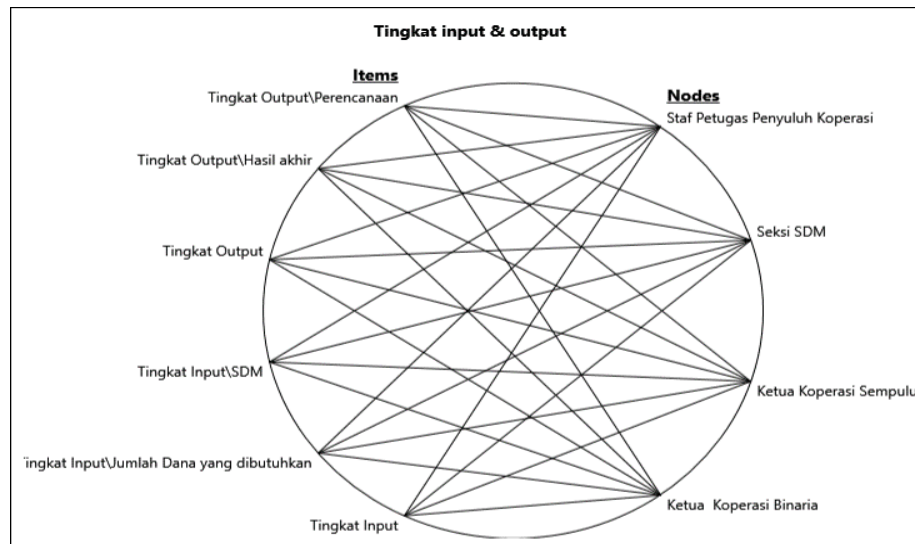 Tingkat input & output
Items
Tingkat Output\Perencanaan
Tingkat Output\Hasil akhir
Tingkat Output
Tingkat Input\SDM
Tingkat Input\Jumlah Dana yang dibutuhkan
Tingkat Input
Nodes
Staf Petugas Penyuluh Koperasi
Seksi SDM
Ketua Koperasi Sempulu
Ketua Koperasi Binaria